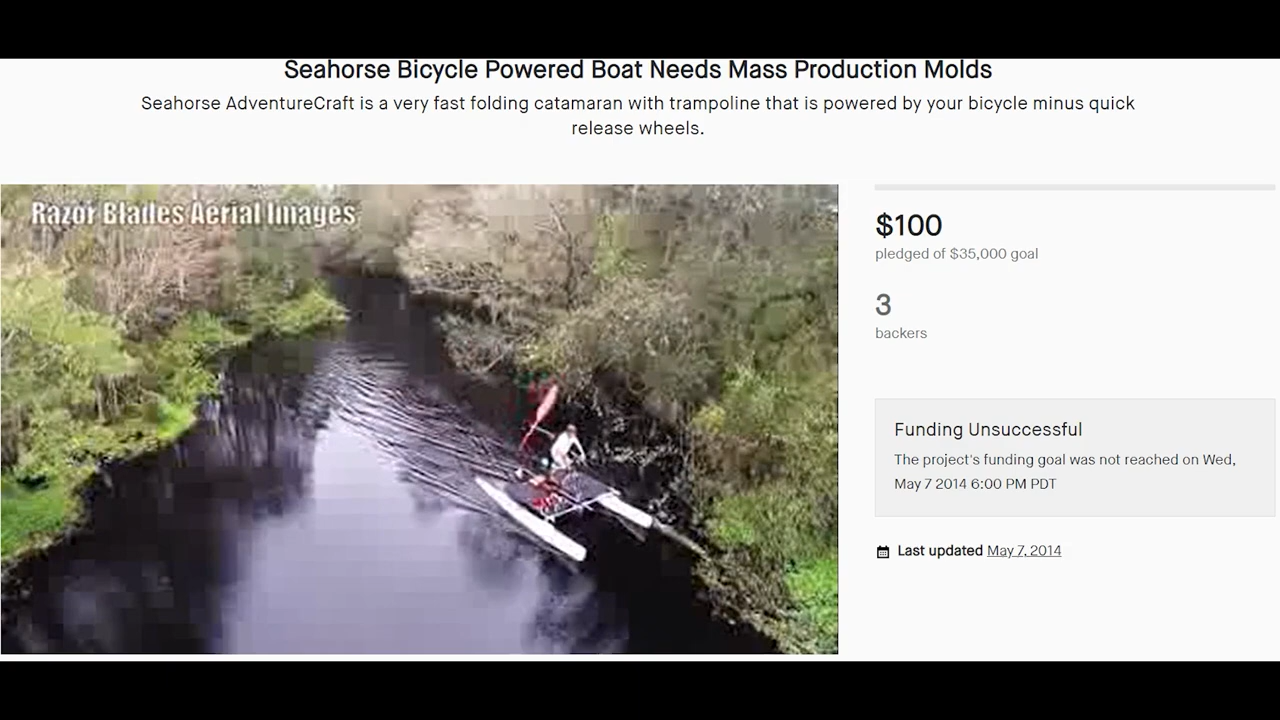 Seahorse Bicycle Powered Boat Needs Mass Production Molds
Seahorse AdventureCraft is a very fast folding catamaran with trampoline that is powered by your bicycle minus quick
release wheels.
Razor Blades Aerial Images
$100
pledged of $35,000 goal
3
backers
Funding Unsuccessful
The project's funding goal was not reached on Wed,
May 7 2014 6:00 PM PDT
Last updated May 7, 2014